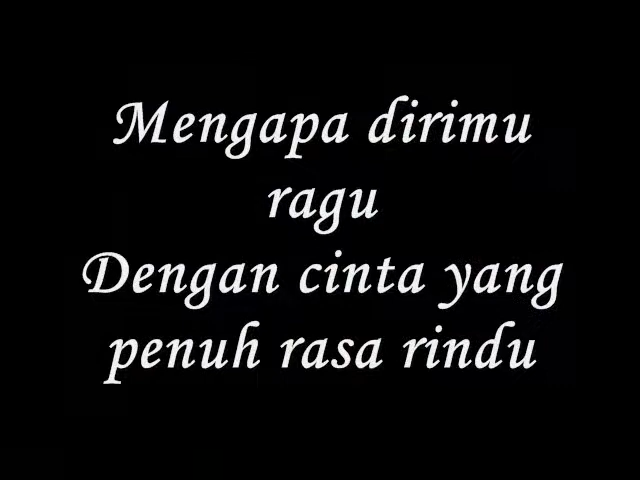 Mengapa dirimu
ragu
Dengan cinta yang
penuh rasa rindu